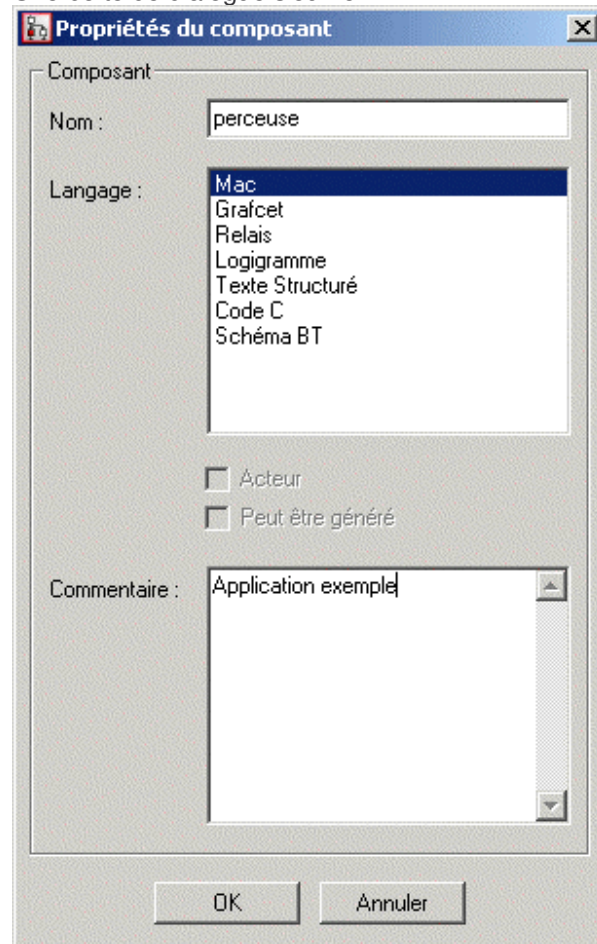 Propriétés du composant
Composant
Nom :
perceuse
Langage :
Mac
Grafcet
Relais
Logigramme
Texte Structuré
Code C
Schéma BT
Acteur
Peut être généré
Commentaire :
Application exemple
OK
Annuler